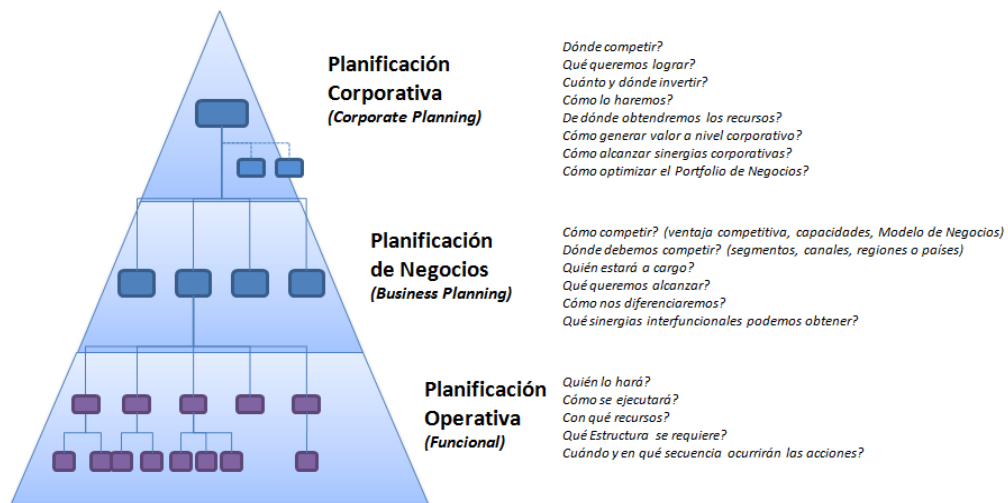 Planificación
Corporativa
(Corporate Planning)
Dónde competir?
Qué queremos lograr?
Cuánto y dónde invertir?
Cómo lo haremos?
De dónde obtendremos los recursos?
Cómo generar valor a nivel corporativo?
Cómo alcanzar sinergias corporativas?
Cómo optimizar el Portfolio de Negocios?
Planificación
de Negocios
(Business Planning)
Cómo competir? (ventaja competitiva, capacidades, Modelo de Negocios)
Dónde debemos competir? (segmentos, canales, regiones o países)
Quién estará a cargo?
Qué queremos alcanzar?
Cómo nos diferenciaremos?
Qué sinergias interfuncionales podemos obtener?
Planificación
Operativa
(Funcional)
Quién lo hará?
Cómo se ejecutará?
Con qué recursos?
Qué Estructura se requiere?
Cuándo y en qué secuencia ocurrirán las acciones?